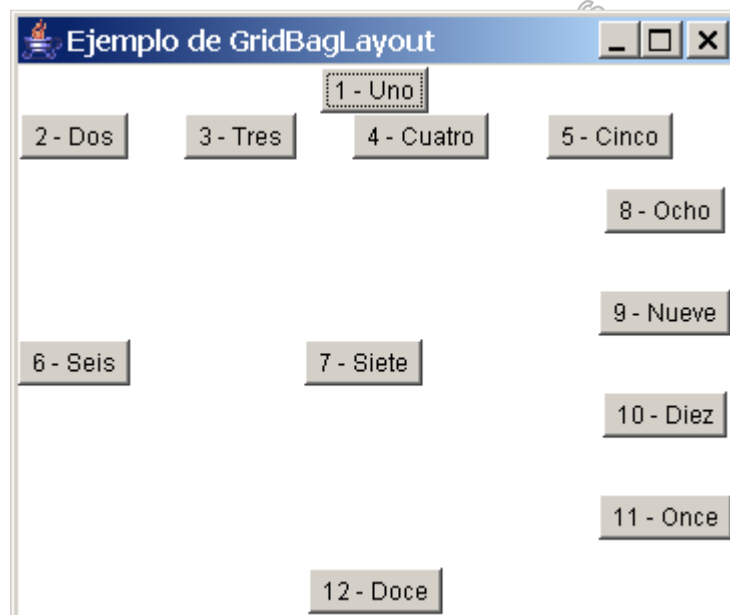 Ejemplo de GridBagLayout
1 - Uno
2 - Dos 3 - Tres 4 - Cuatro 5 - Cinco
8 - Ocho
9 - Nueve
6 - Seis 7 - Siete
10 - Diez
11 - Once
12 - Doce